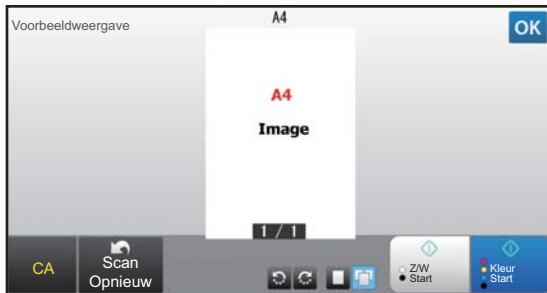 Voorbeeldweergave
A4
OK
A4
Image
1 / 1
CA
Scan
Opnieuw
Z/W
Start
Kleur
Start